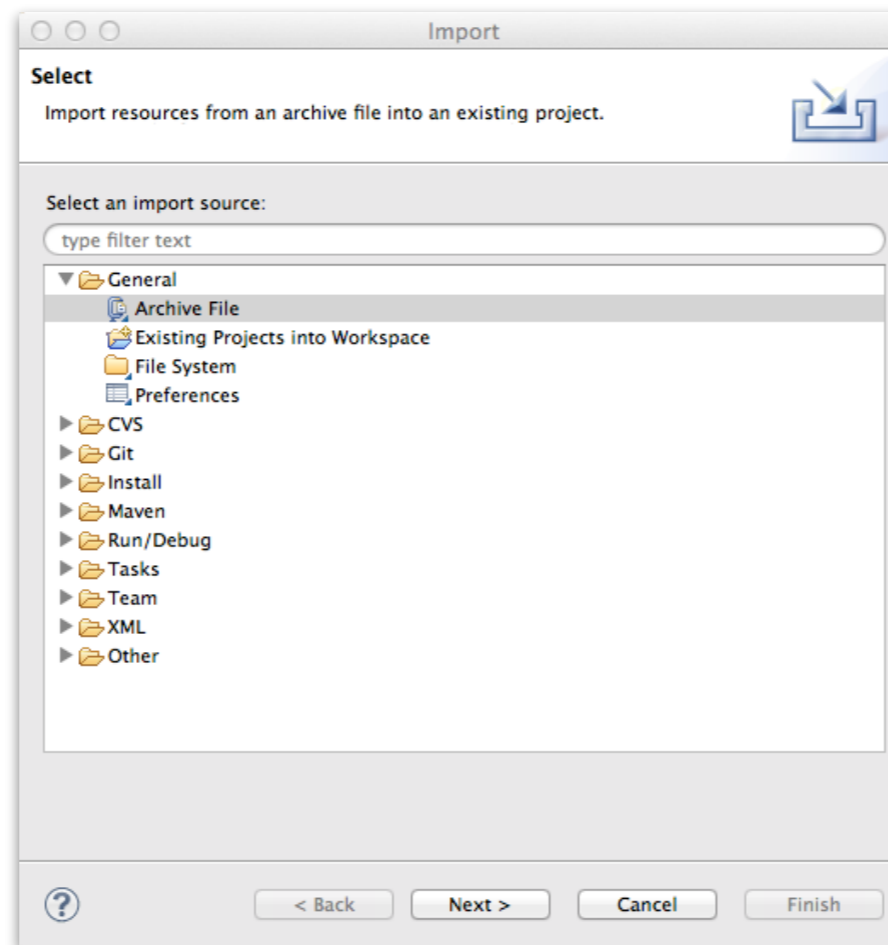 Import
Select
Import resources from an archive file into an existing project.
Select an import source:
type filter text
General
Archive File
Existing Projects into Workspace
File System
Preferences
CVS
Git
Install
Maven
Run/Debug
Tasks
Team
XML
Other
?
< Back Next > Cancel Finish